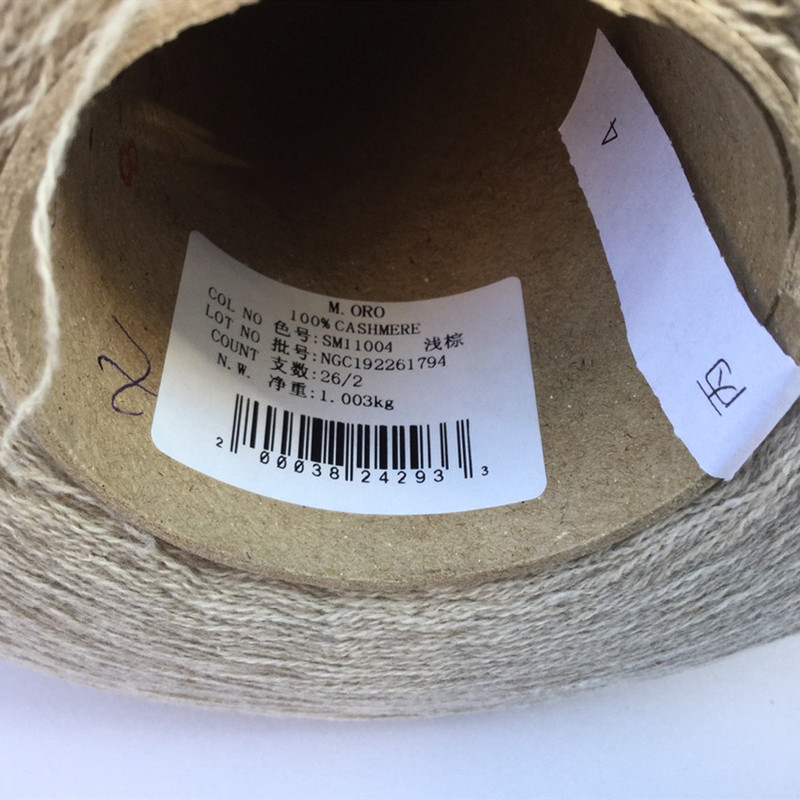 M. ORO
100% CASHMERE
COL NO 色号:SM11004 浅棕
LOT NO 批号:NGC192261794
COUNT 支数:26/2
N.W. 净重:1.003kg
2 00038 24293 3
丙